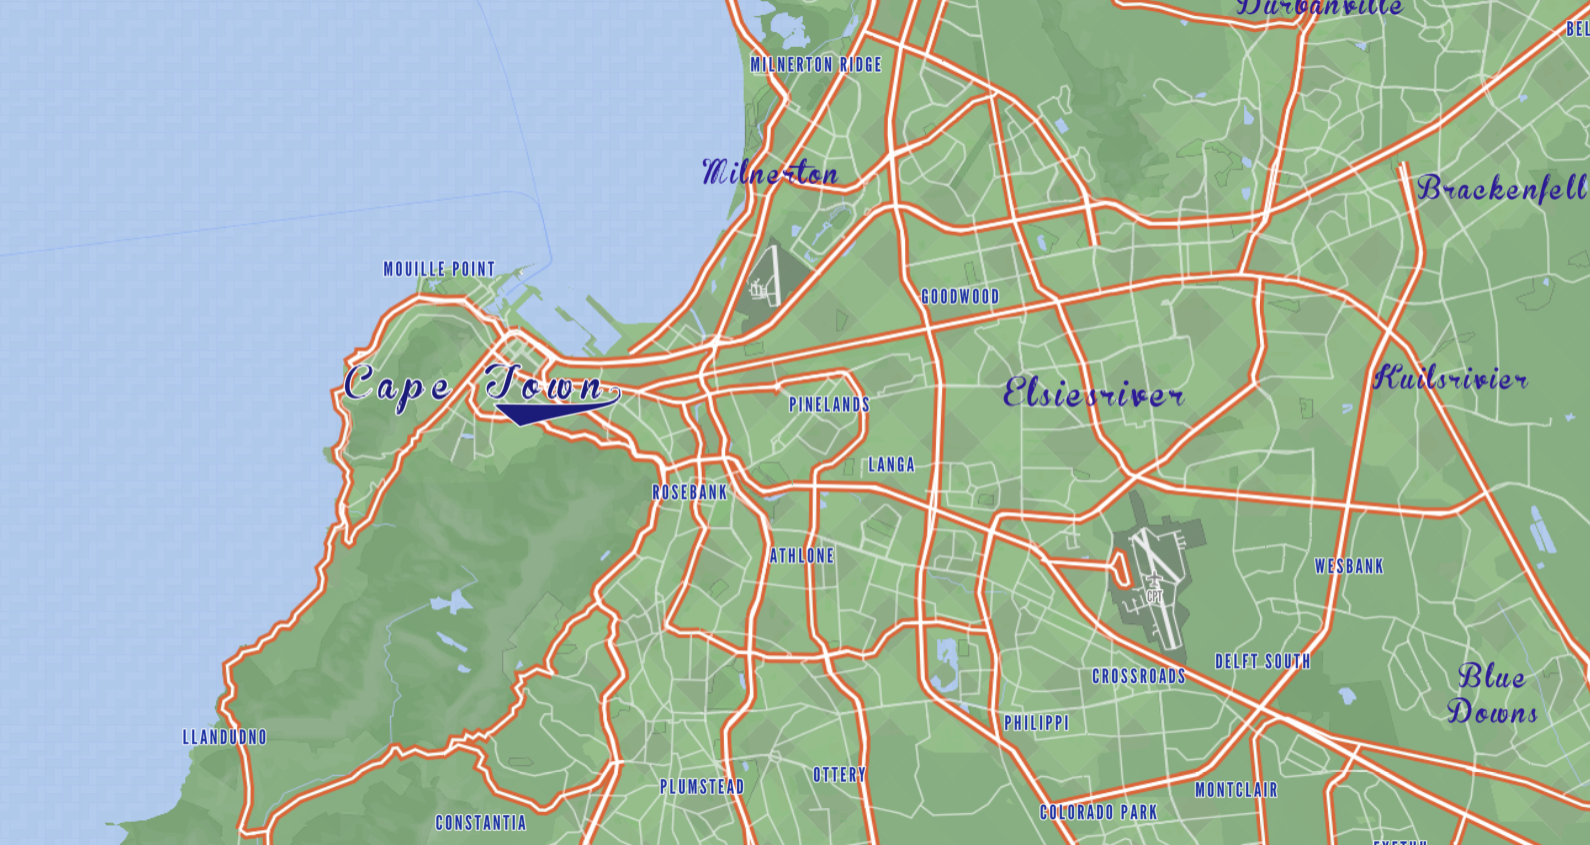 Durbanville
MILNERTON RIDGE
Milnerton
Brackenfell
MOUILLE POINT
GOODWOOD
Cape Town
Elsiesriver
Kuilsrivier
PINELANDS
LANGA
ROSEBANK
ATHLONE
WESBANK
CPT
CROSSROADS
DELFT SOUTH
Blue
Downs
PHILIPPI
LLANDUDNO
PLUMSTEAD
OTTERY
MONTCLAIR
COLORADO PARK
CONSTANTIA